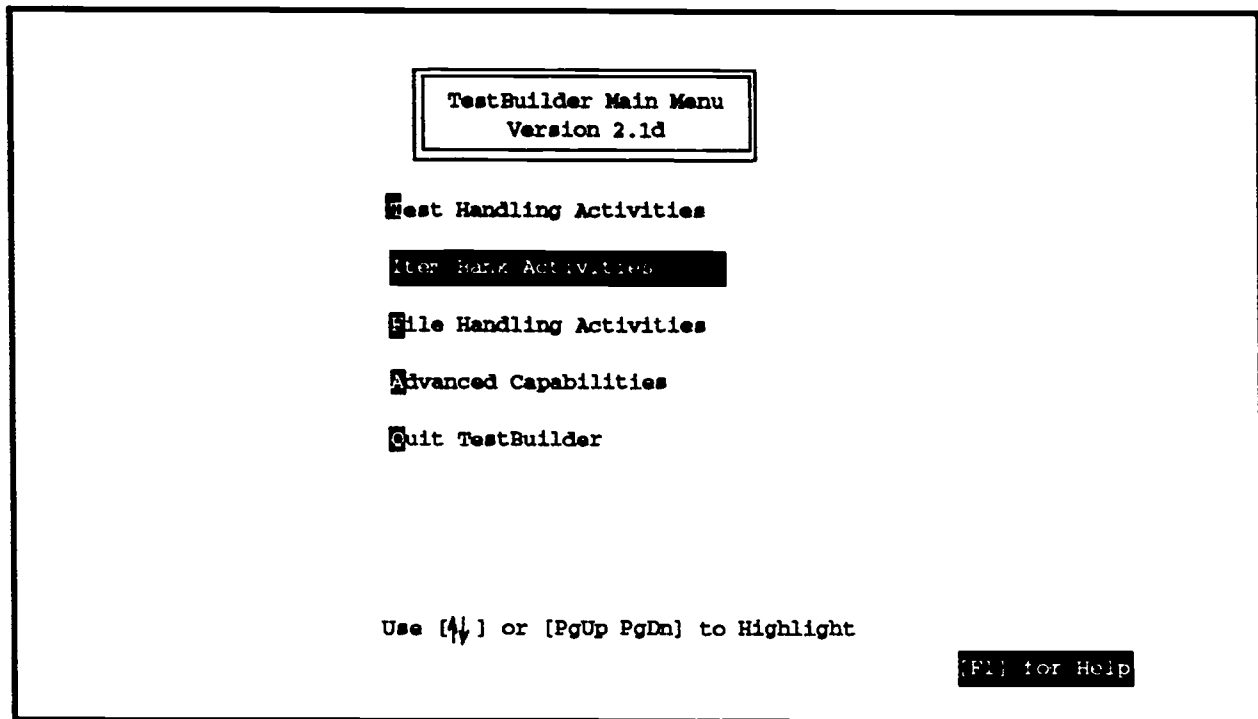 TestBuilder Main Menu
Version 2.1d
Test Handling Activities
Item Bank Activities
File Handling Activities
Advanced Capabilities
Quit TestBuilder
Use [↑↓] or [PgUp PgDn] to Highlight
[F1] for Help